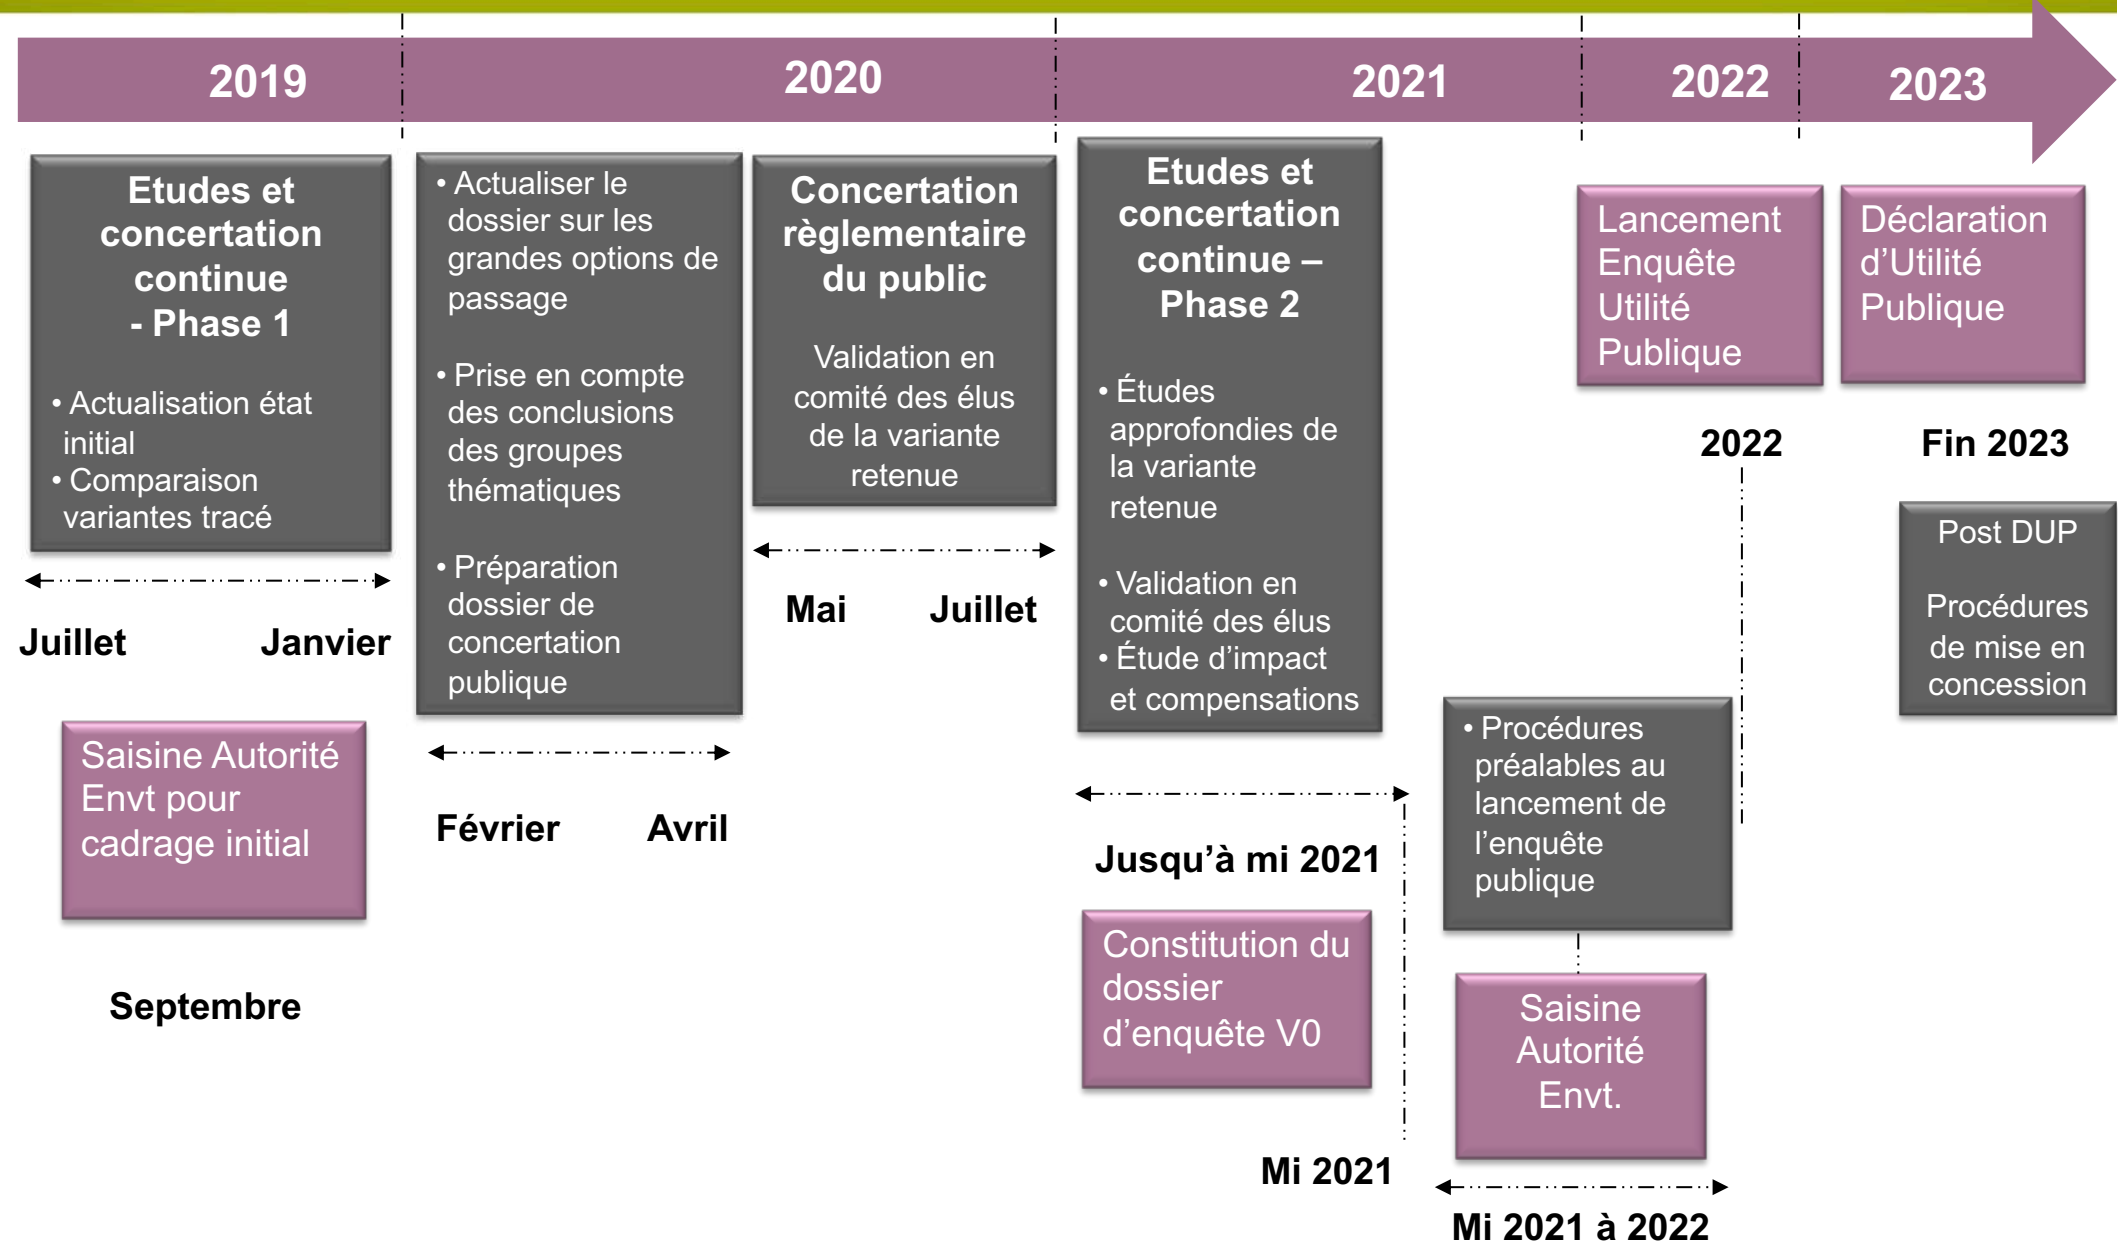 2019
2020
2021
2022
2023
Etudes et
concertation
continue
- Phase 1
• Actualisation état
initial
• Comparaison
variantes tracé
Juillet Janvier
Saisine Autorité
Envt pour
cadrage initial
Septembre
• Actualiser le
dossier sur les
grandes options de
passage
• Prise en compte
des conclusions
des groupes
thématiques
• Préparation
dossier de
concertation
publique
Février Avril
Concertation
règlementaire
du public
Validation en
comité des élus
de la variante
retenue
Mai Juillet
Etudes et
concertation
continue –
Phase 2
• Études
approfondies de
la variante
retenue
• Validation en
comité des élus
• Étude d’impact
et compensations
Jusqu’à mi 2021
Constitution du
dossier
d’enquête V0
Mi 2021
• Procédures
préalables au
lancement de
l’enquête
publique
Saisine
Autorité
Envt.
Mi 2021 à 2022
Lancement
Enquête
Utilité
Publique
2022
Déclaration
d’Utilité
Publique
Fin 2023
Post DUP
Procédures
de mise en
concession